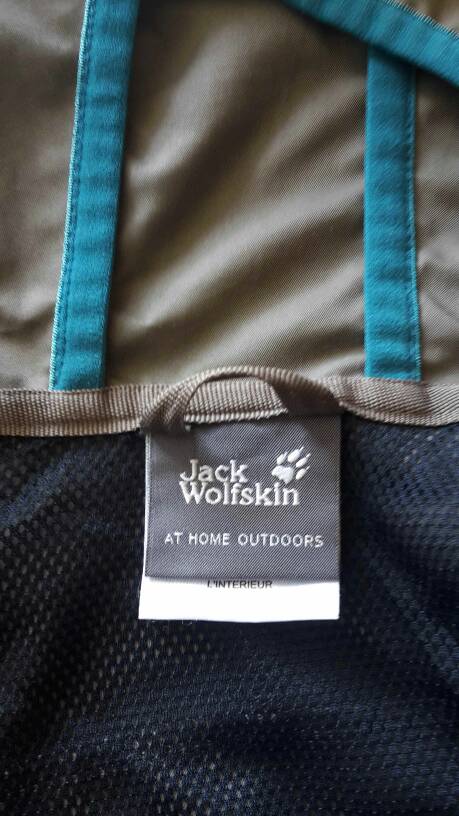 Jack
Wolfskin
AT HOME OUTDOORS
L'INTERIEUR